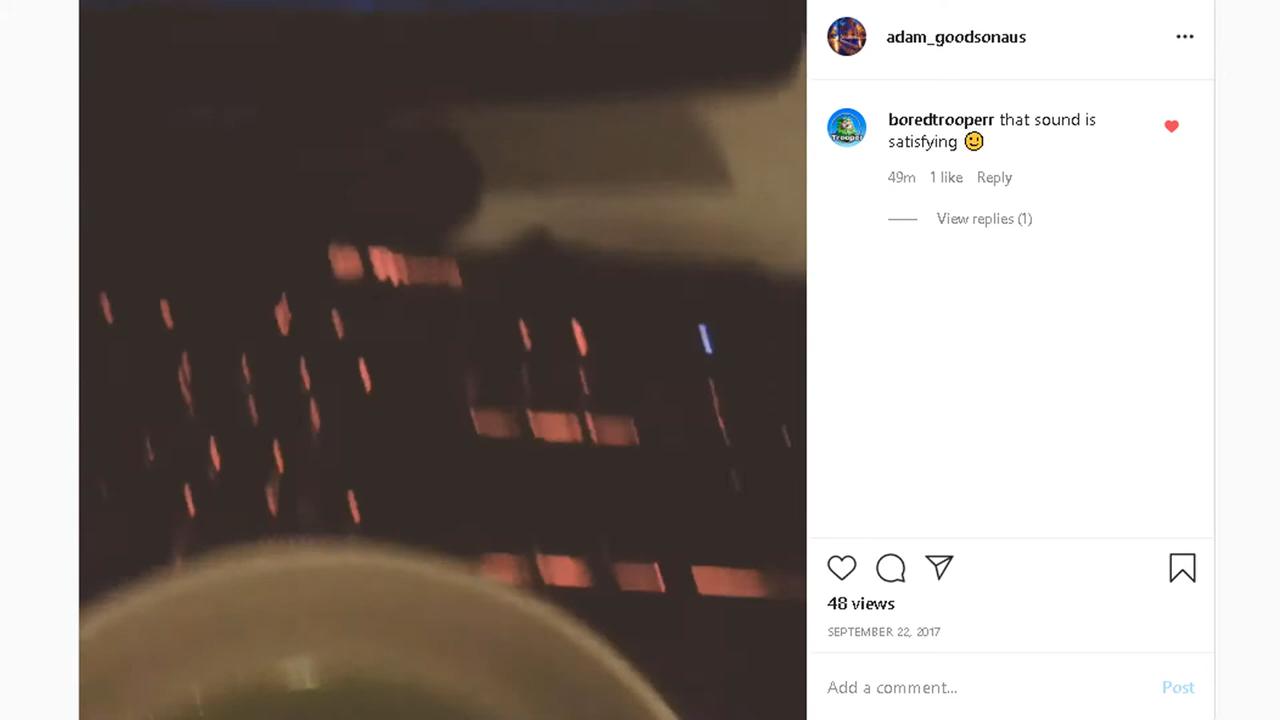 adam_goodsonaus
boredtrooperr that sound is
satisfying 🙂
49m 1 like Reply
View replies (1)
48 views
SEPTEMBER 22, 2017
Add a comment... Post
Trooper